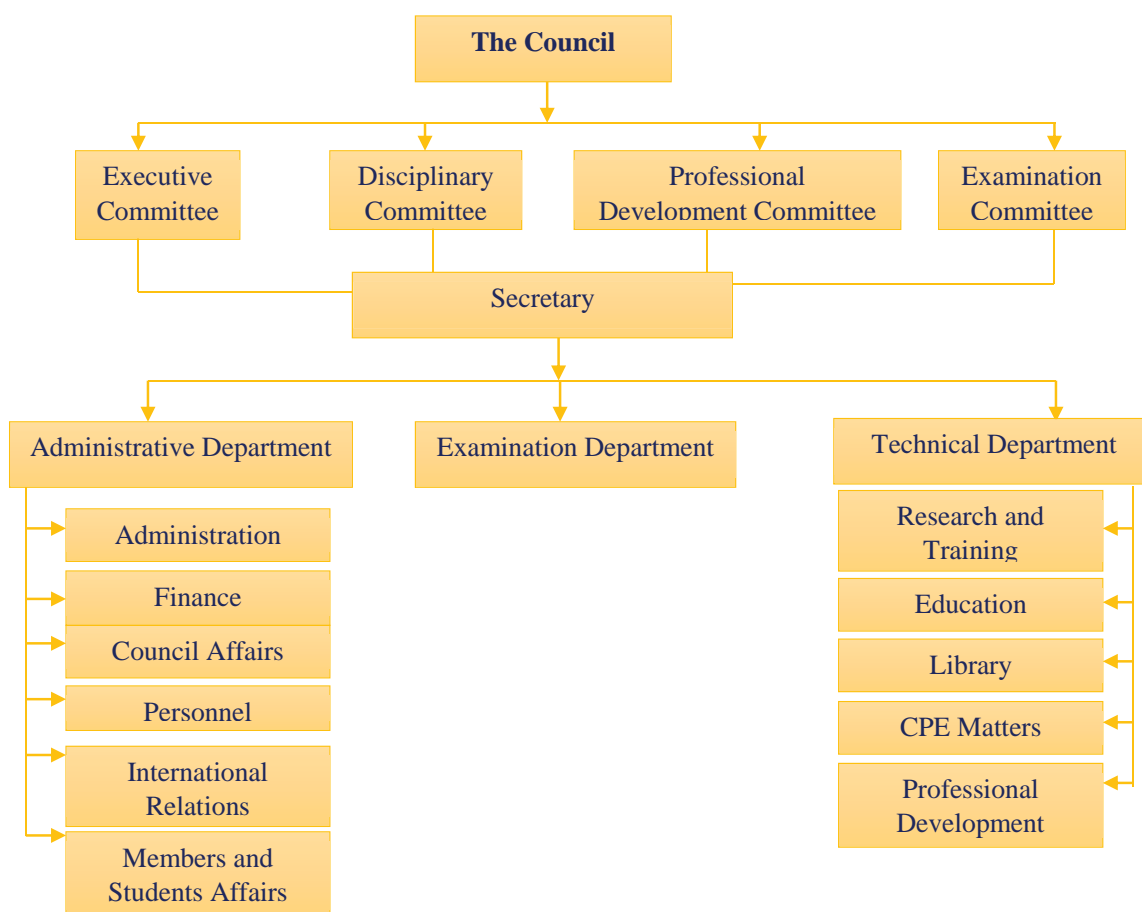 The Council
Executive
Committee
Disciplinary
Committee
Professional
Development Committee
Examination
Committee
Secretary
Administrative Department
Examination Department
Technical Department
Administration
Finance
Council Affairs
Personnel
International
Relations
Members and
Students Affairs
Research and
Training
Education
Library
CPE Matters
Professional
Development